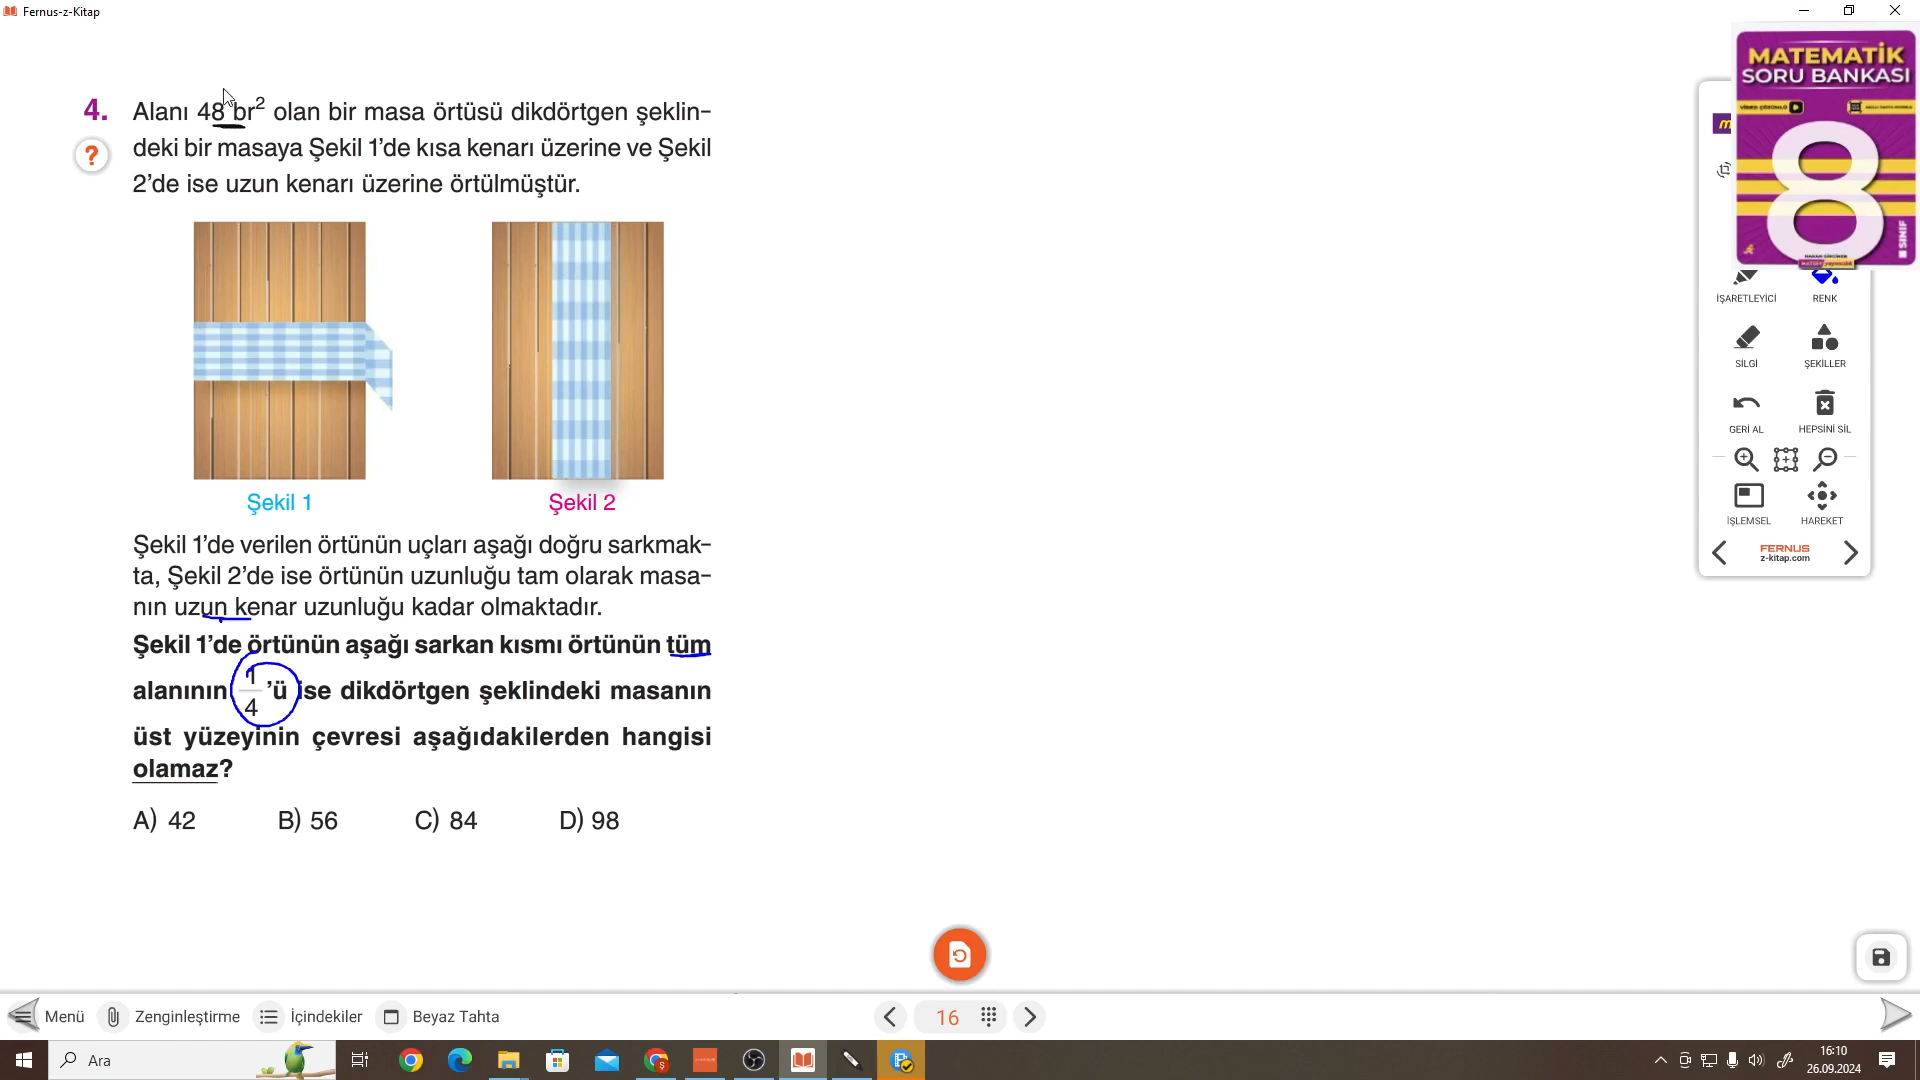 Fernus-z-Kitap
MATEMATİK
SORU BANKASI
VİDEO ÇÖZÜMLÜ
8
SINIF
4. Alanı 48 br² olan bir masa örtüsü dikdörtgen şeklin-
deki bir masaya Şekil 1’de kısa kenarı üzerine ve Şekil
2’de ise uzun kenarı üzerine örtülmüştür.
?
Şekil 1
Şekil 2
Şekil 1’de verilen örtünün uçları aşağı doğru sarkmak-
ta, Şekil 2’de ise örtünün uzunluğu tam olarak masa-
nın uzun kenar uzunluğu kadar olmaktadır.
Şekil 1’de örtünün aşağı sarkan kısmı örtünün tüm
alanının 1/4 ’ü ise dikdörtgen şeklindeki masanın
üst yüzeyinin çevresi aşağıdakilerden hangisi
olamaz?
A) 42 B) 56 C) 84 D) 98
İŞARETLEYİCİ RENK
SİLGİ ŞEKİLLER
GERİ AL HEPSİNİ SİL
İŞLEMSEL HAREKET
FERNUS
z-kitap.com
Menü Zenginleştirme İçindekiler Beyaz Tahta 16
Ara
16:10
26.09.2024